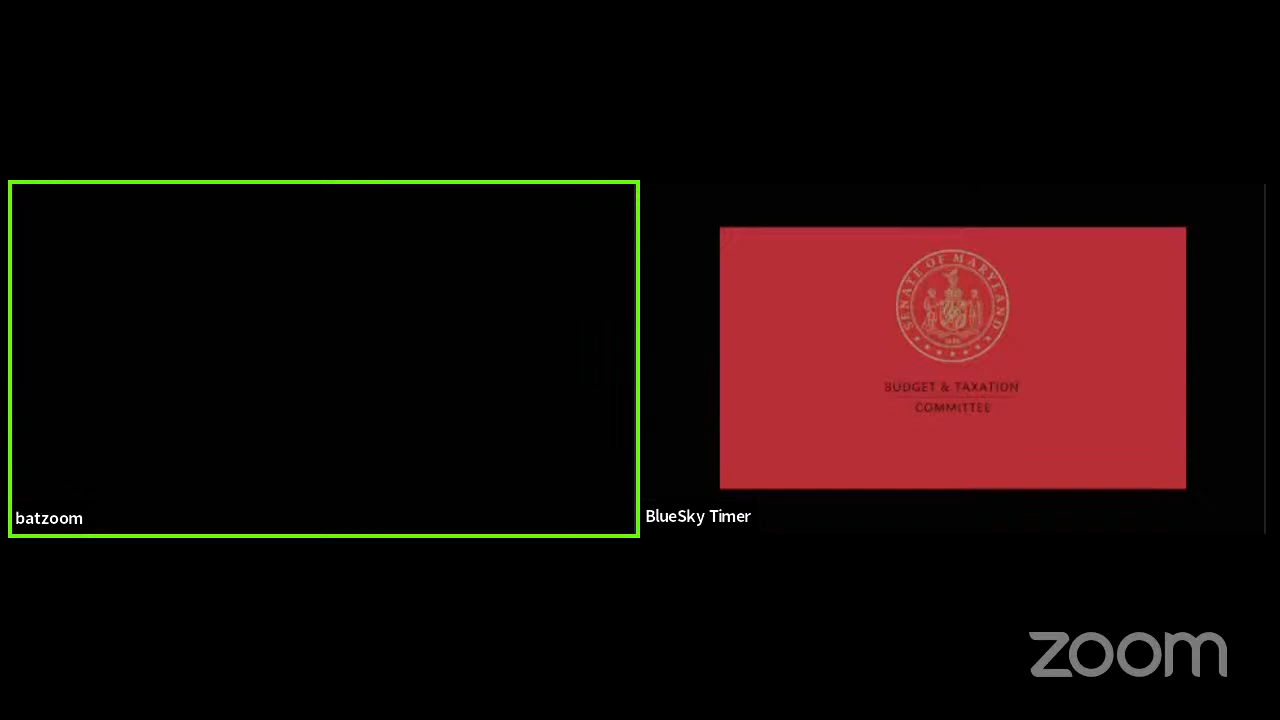 SENATE OF MARYLAND
BUDGET & TAXATION
COMMITTEE
batzoom
BlueSky Timer
zoom